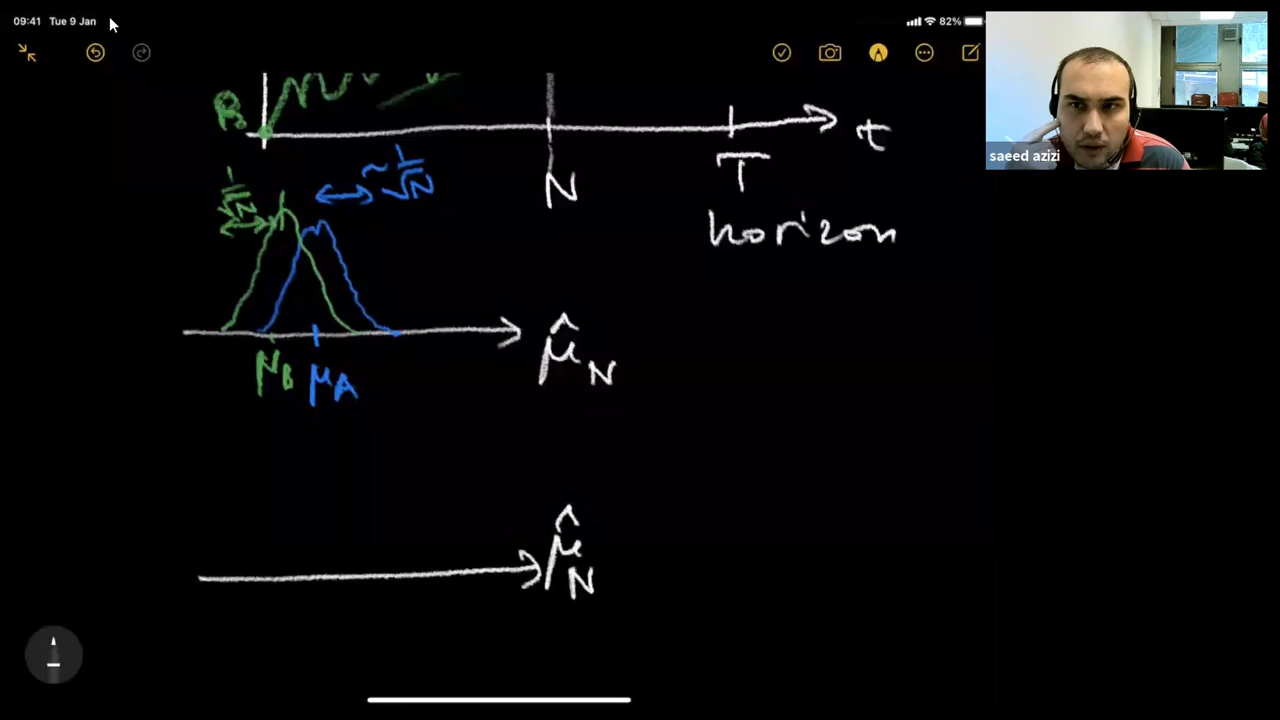 09:41 Tue 9 Jan 82%
saeed azizi
t
1/√N ~1/√N N T
horizon
μB μA μ̂N
μ̂N